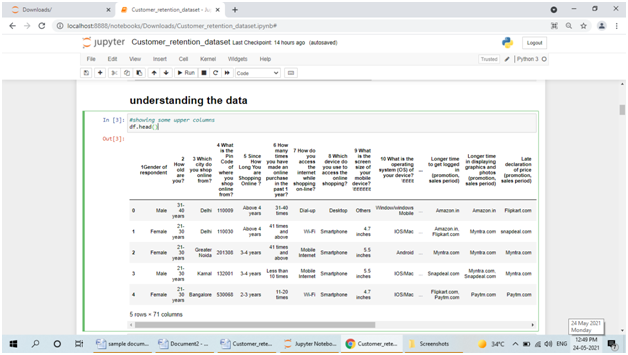 Downloads/
Customer_retention_dataset - Ju
localhost:8888/notebooks/Downloads/Customer_retention_dataset.ipynb#
jupyter Customer_retention_dataset Last Checkpoint: 14 hours ago (autosaved)
Logout
File Edit View Insert Cell Kernel Widgets Help
Trusted Python 3
Run Code
understanding the data
In [3]: #showing some upper columns
df.head()
Out[3]:
1Gender of respondent
2 How old are you?
3 Which city do you shop online from?
4 What is the Pin Code of where you shop online from?
5 Since How Long You are Shopping Online ?
6 How many times you have made an online purchase in the past 1 year?
7 How do you access the internet while shopping on-line?
8 Which device do you use to access the online shopping?
9 What is the screen size of your mobile device?
10 What is the operating system (OS) of your device?
...
Longer time to get logged in (promotion, sales period)
Longer time in displaying graphics and photos (promotion, sales period)
Late declaration of price (promotion, sales period)
0 Male 31-40 years Delhi 110009 Above 4 years 31-40 times Dial-up Desktop Others Window/windows Mobile ... Amazon.in Amazon.in Flipkart.com
1 Female 21-30 years Delhi 110030 Above 4 years 41 times and above Wi-Fi Smartphone 4.7 inches IOS/Mac ... Amazon.in, Flipkart.com Myntra.com snapdeal.com
2 Female 21-30 years Greater Noida 201308 3-4 years 41 times and above Mobile Internet Smartphone 5.5 inches Android ... Myntra.com Myntra.com Myntra.com
3 Male 21-30 years Karnal 132001 3-4 years Less than 10 times Mobile Internet Smartphone 5.5 inches IOS/Mac ... Snapdeal.com Myntra.com, Snapdeal.com Myntra.com
4 Female 21-30 years Bangalore 530068 2-3 years 11-20 times Wi-Fi Smartphone 4.7 inches IOS/Mac ... Flipkart.com, Paytm.com Paytm.com Paytm.com
5 rows × 71 columns
24 May 2021
Monday
sample docum... Document2 - ... Customer_rete... Jupyter Notebo... Customer_rete... Screenshots
34°C
ENG
12:49 PM
24-05-2021